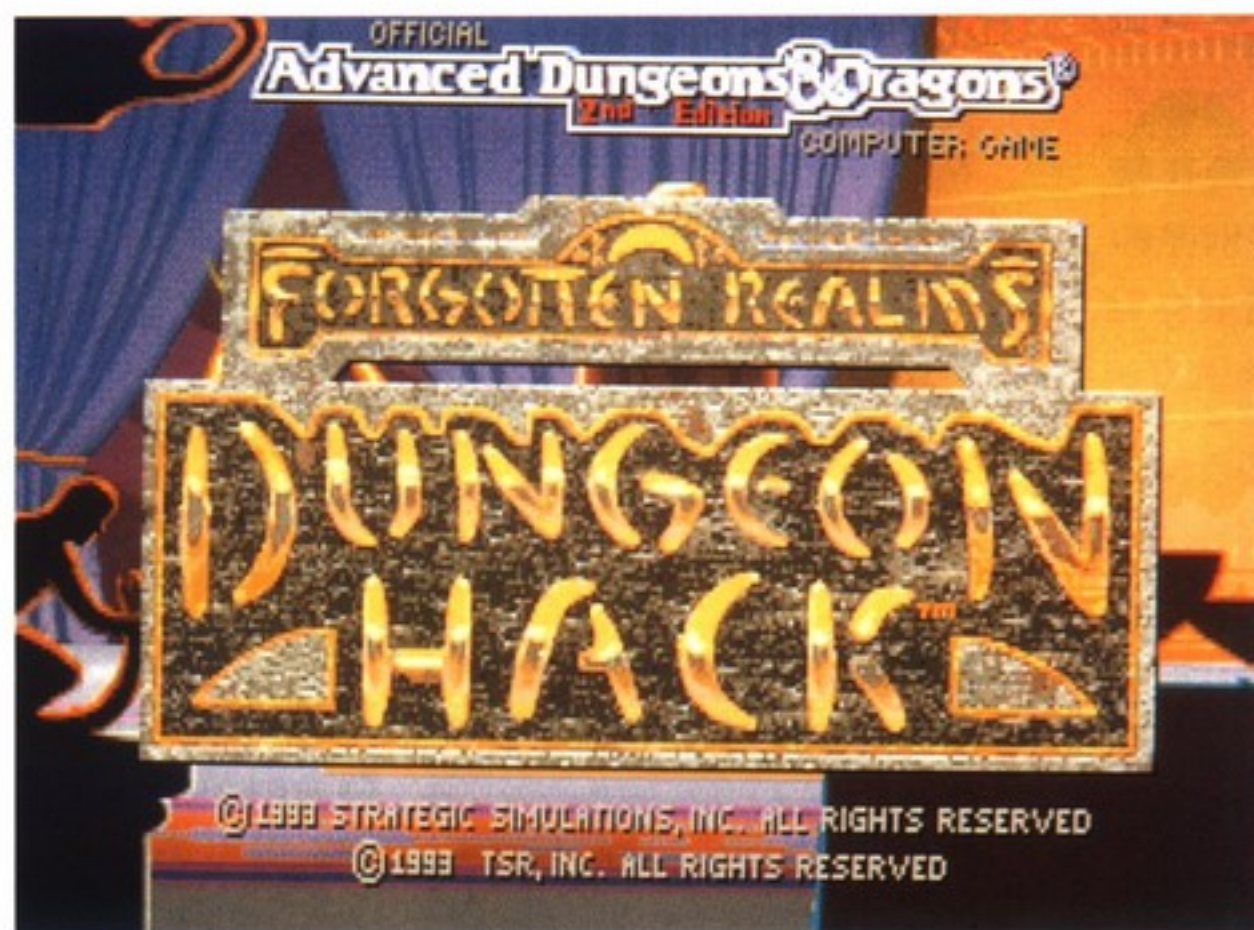 OFFICIAL
Advanced Dungeons & Dragons®
2nd Edition
COMPUTER GAME
FORGOTTEN REALMS
DUNGEON
HACK™
©1993 STRATEGIC SIMULATIONS, INC. ALL RIGHTS RESERVED
©1993 TSR, INC. ALL RIGHTS RESERVED